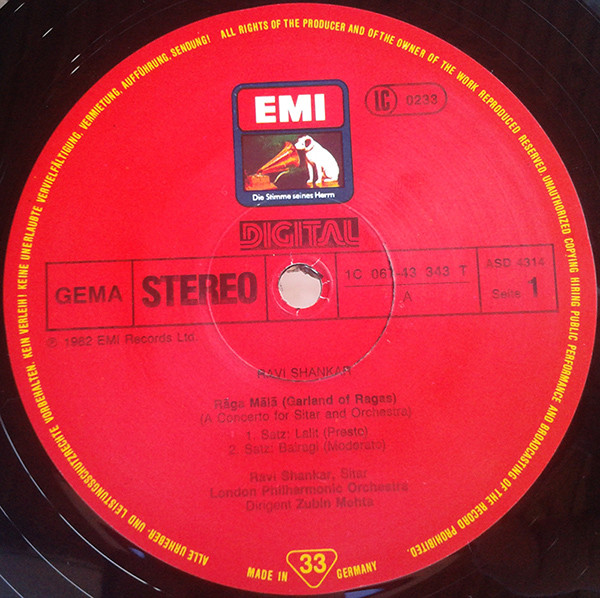 ALLE URHEBER- UND LEISTUNGSSCHUTZRECHTE VORBEHALTEN. KEIN VERLEIH! KEINE UNERLAUBTE VERVIELFÄLTIGUNG, VERMIETUNG, AUFFÜHRUNG, SENDUNG!
ALL RIGHTS OF THE PRODUCER AND OF THE OWNER OF THE WORK REPRODUCED RESERVED. UNAUTHORIZED COPYING HIRING PUBLIC PERFORMANCE AND BROADCASTING OF THE RECORD PROHIBITED.
EMI
LC 0233
Die Stimme seines Herrn
DIGITAL
GEMA STEREO
1C 067-43 343 T
A
ASD 4314
Seite 1
℗ 1982 EMI Records Ltd.
RAVI SHANKAR
Rāga Mālā (Garland of Ragas)
(A Concerto for Sitar and Orchestra)
1. Satz: Lalit (Presto)
2. Satz: Bairagi (Moderato)
Ravi Shankar, Sitar
London Philharmonic Orchestra
Dirigent Zubin Mehta
MADE IN 33 GERMANY